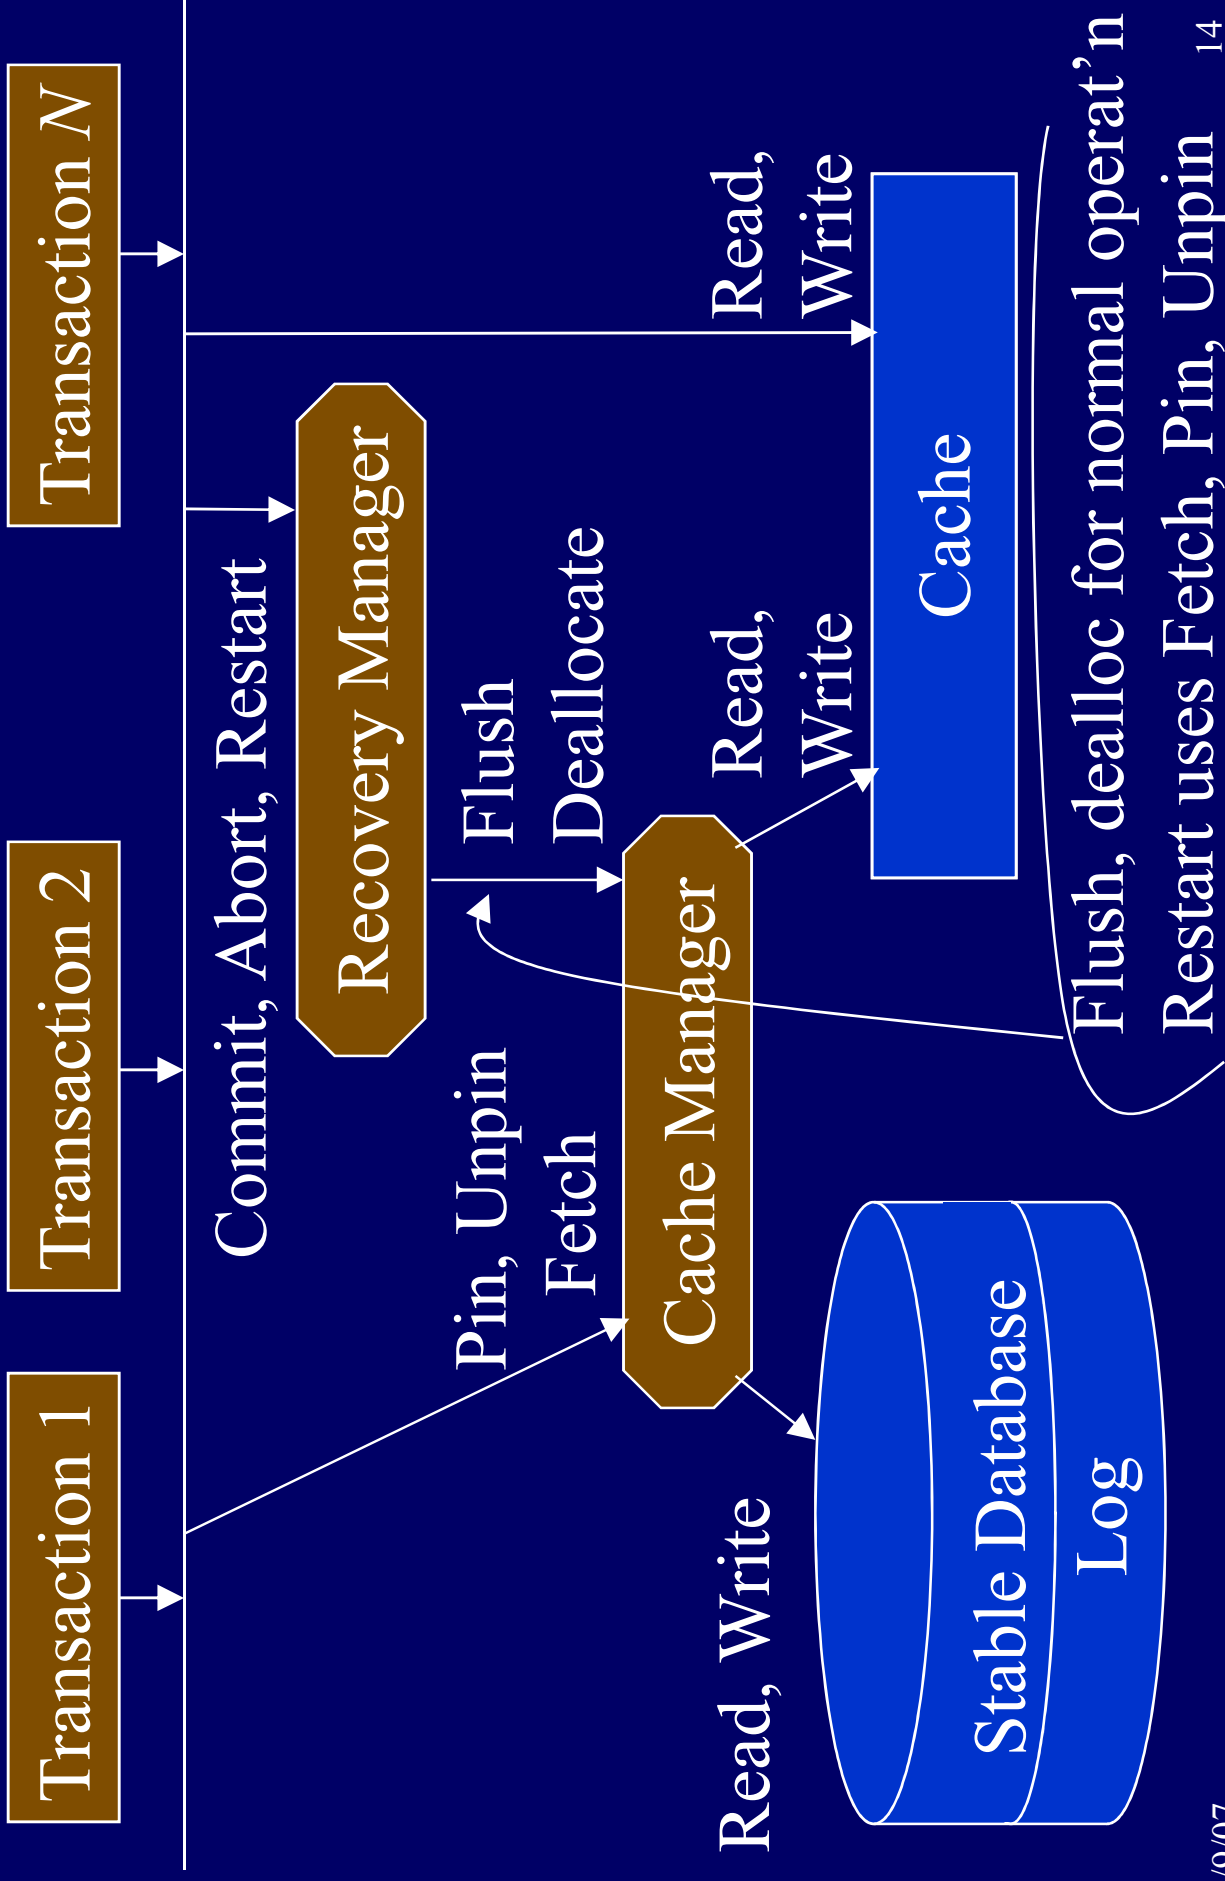 Transaction 1
Transaction 2
Transaction N
Commit, Abort, Restart
Recovery Manager
Pin, Unpin
Fetch
Flush
Deallocate
Cache Manager
Read, Write
Read,
Write
Read,
Write
Stable Database
Log
Cache
Flush, dealloc for normal operat’n
Restart uses Fetch, Pin, Unpin
14